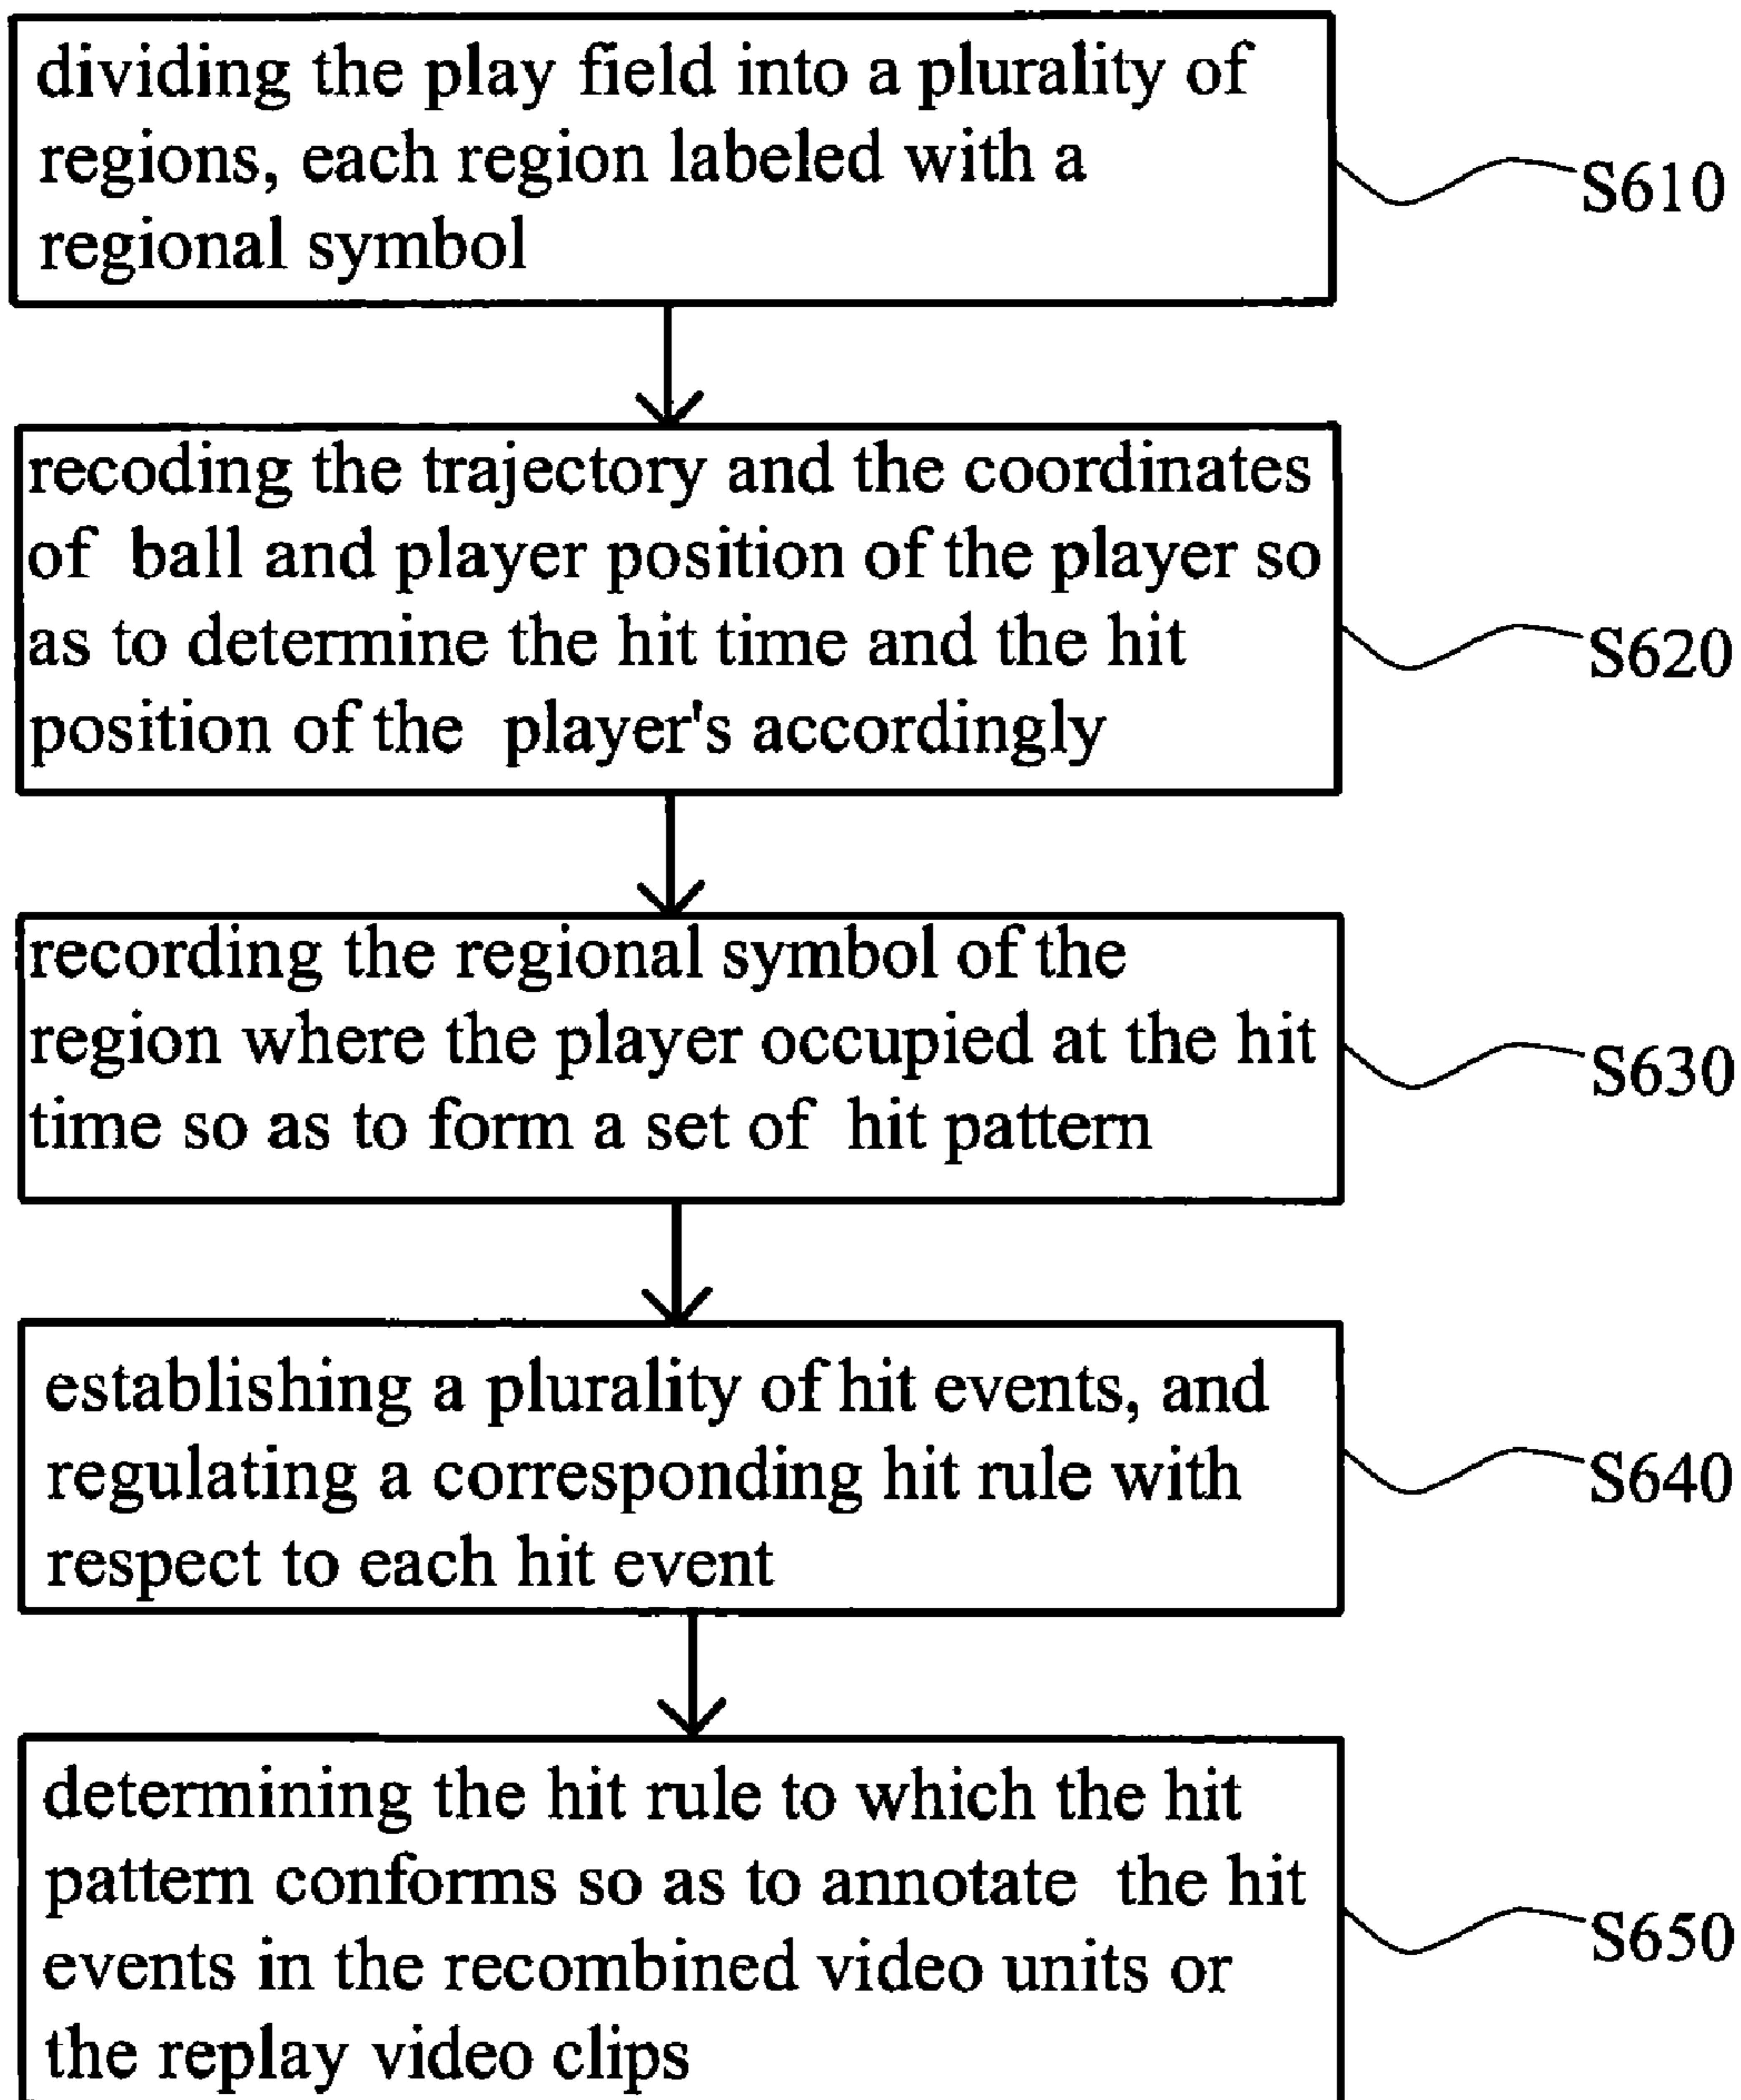 dividing the play field into a plurality of
regions, each region labeled with a
regional symbol
S610
recoding the trajectory and the coordinates
of ball and player position of the player so
as to determine the hit time and the hit
position of the player's accordingly
S620
recording the regional symbol of the
region where the player occupied at the hit
time so as to form a set of hit pattern
S630
establishing a plurality of hit events, and
regulating a corresponding hit rule with
respect to each hit event
S640
determining the hit rule to which the hit
pattern conforms so as to annotate the hit
events in the recombined video units or
the replay video clips
S650